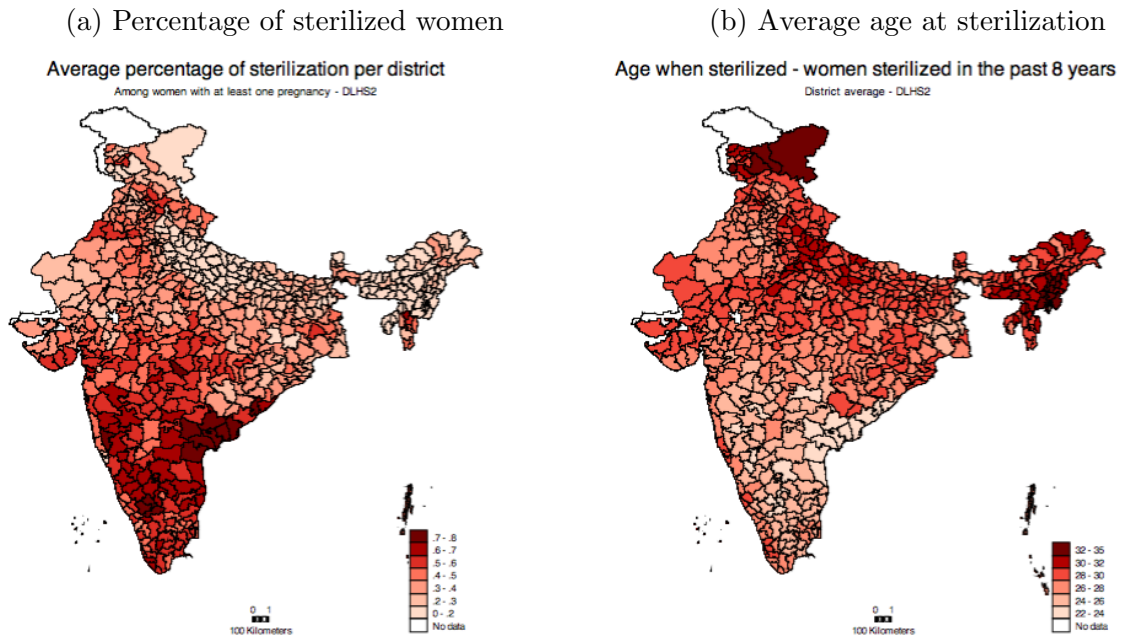 (a) Percentage of sterilized women
Average percentage of sterilization per district
Among women with at least one pregnancy - DLHS2
.7 - .8
.6 - .7
.5 - .6
.4 - .5
.3 - .4
.2 - .3
0 - .2
No data
0 1
100 Kilometers
(b) Average age at sterilization
Age when sterilized - women sterilized in the past 8 years
District average - DLHS2
32 - 35
30 - 32
28 - 30
26 - 28
24 - 26
22 - 24
No data
0 1
100 Kilometers